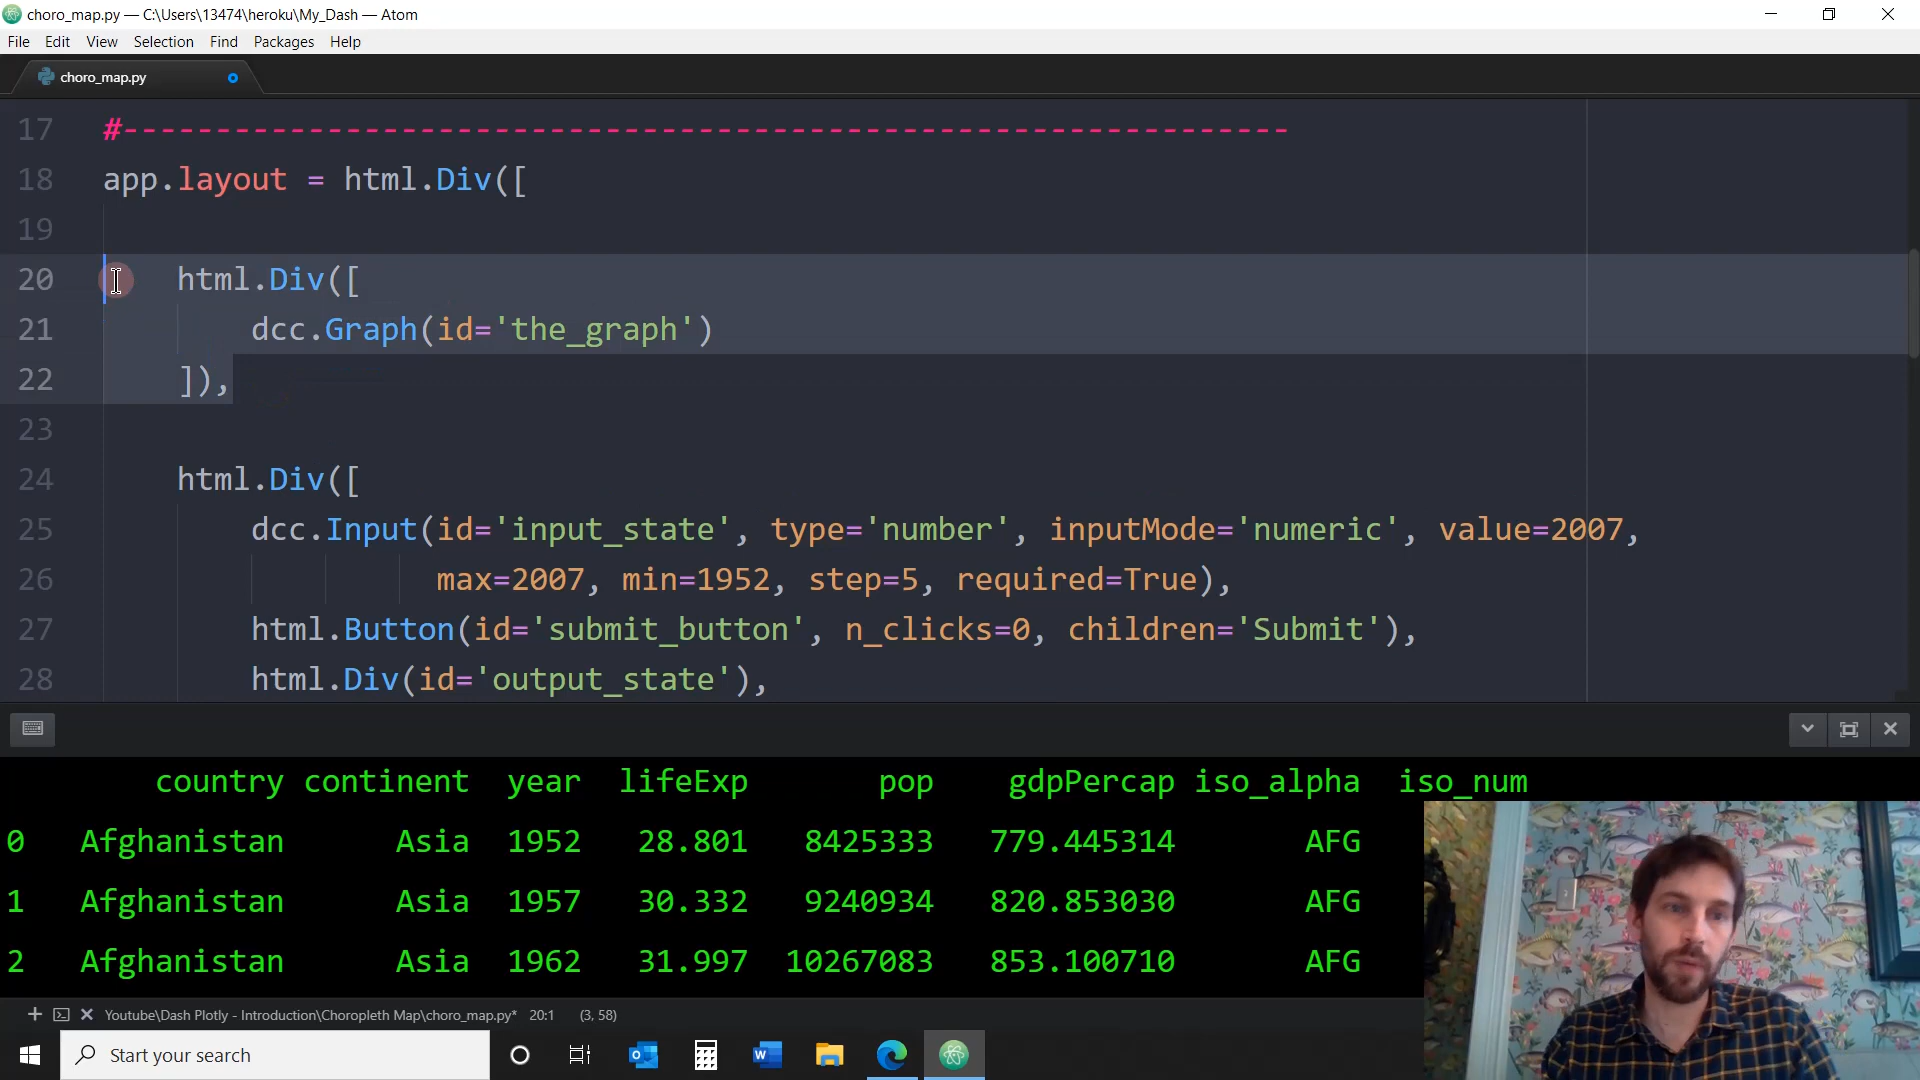 choro_map.py — C:\Users\13474\heroku\My_Dash — Atom
File Edit View Selection Find Packages Help
choro_map.py
17 #---------------------------------------------------------------
18 app.layout = html.Div([
19
20 html.Div([
21 dcc.Graph(id='the_graph')
22 ]),
23
24 html.Div([
25 dcc.Input(id='input_state', type='number', inputMode='numeric', value=2007,
26 max=2007, min=1952, step=5, required=True),
27 html.Button(id='submit_button', n_clicks=0, children='Submit'),
28 html.Div(id='output_state'),
country continent year lifeExp pop gdpPercap iso_alpha iso_num
0 Afghanistan Asia 1952 28.801 8425333 779.445314 AFG
1 Afghanistan Asia 1957 30.332 9240934 820.853030 AFG
2 Afghanistan Asia 1962 31.997 10267083 853.100710 AFG
Youtube\Dash Plotly - Introduction\Choropleth Map\choro_map.py* 20:1 (3, 58)
Start your search